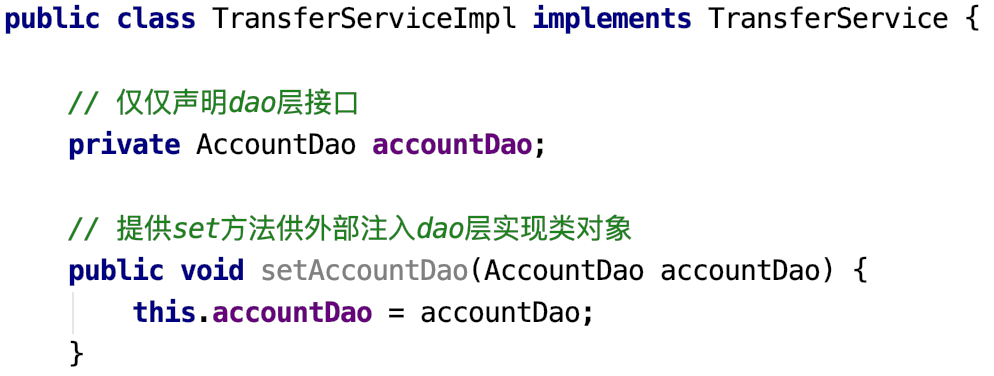 public class TransferServiceImpl implements TransferService {
// 仅仅声明dao层接口
private AccountDao accountDao;
// 提供set方法供外部注入dao层实现类对象
public void setAccountDao(AccountDao accountDao) {
this.accountDao = accountDao;
}